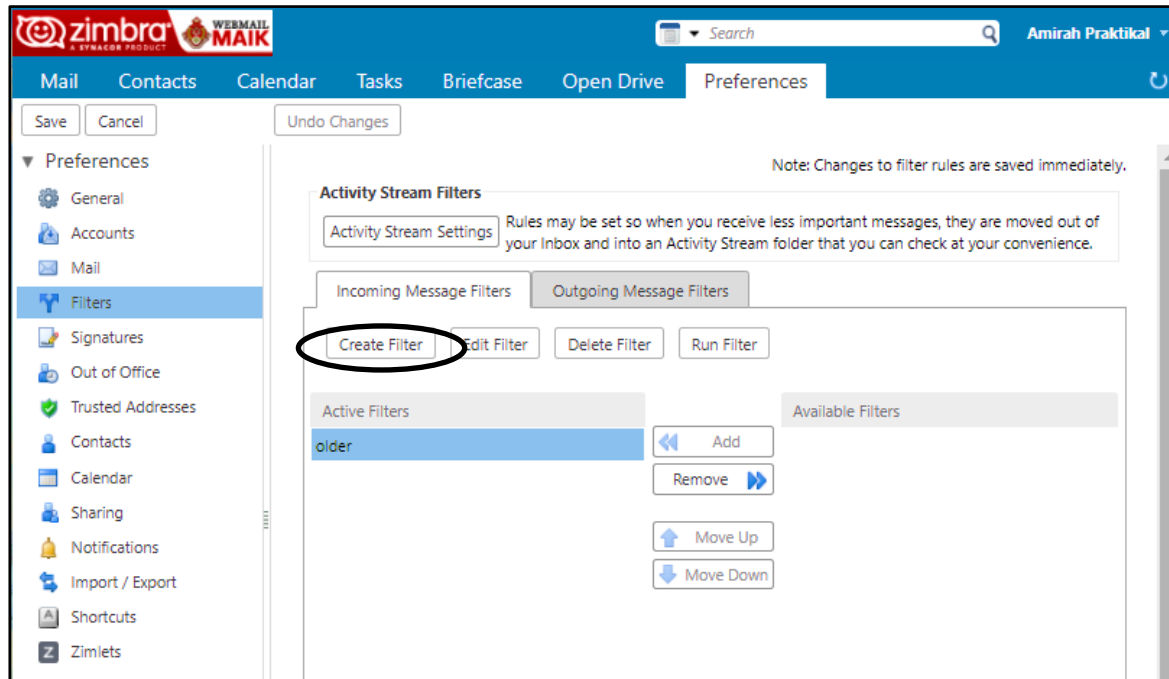 zimbra
A SYNACOR PRODUCT
WEBMAIL
MAIK
Search
Amirah Praktikal
Mail Contacts Calendar Tasks Briefcase Open Drive Preferences
Save Cancel Undo Changes
Preferences
General
Accounts
Mail
Filters
Signatures
Out of Office
Trusted Addresses
Contacts
Calendar
Sharing
Notifications
Import / Export
Shortcuts
Zimlets
Note: Changes to filter rules are saved immediately.
Activity Stream Filters
Activity Stream Settings
Rules may be set so when you receive less important messages, they are moved out of
your Inbox and into an Activity Stream folder that you can check at your convenience.
Incoming Message Filters Outgoing Message Filters
Create Filter Edit Filter Delete Filter Run Filter
Active Filters
older
Add
Remove
Move Up
Move Down
Available Filters